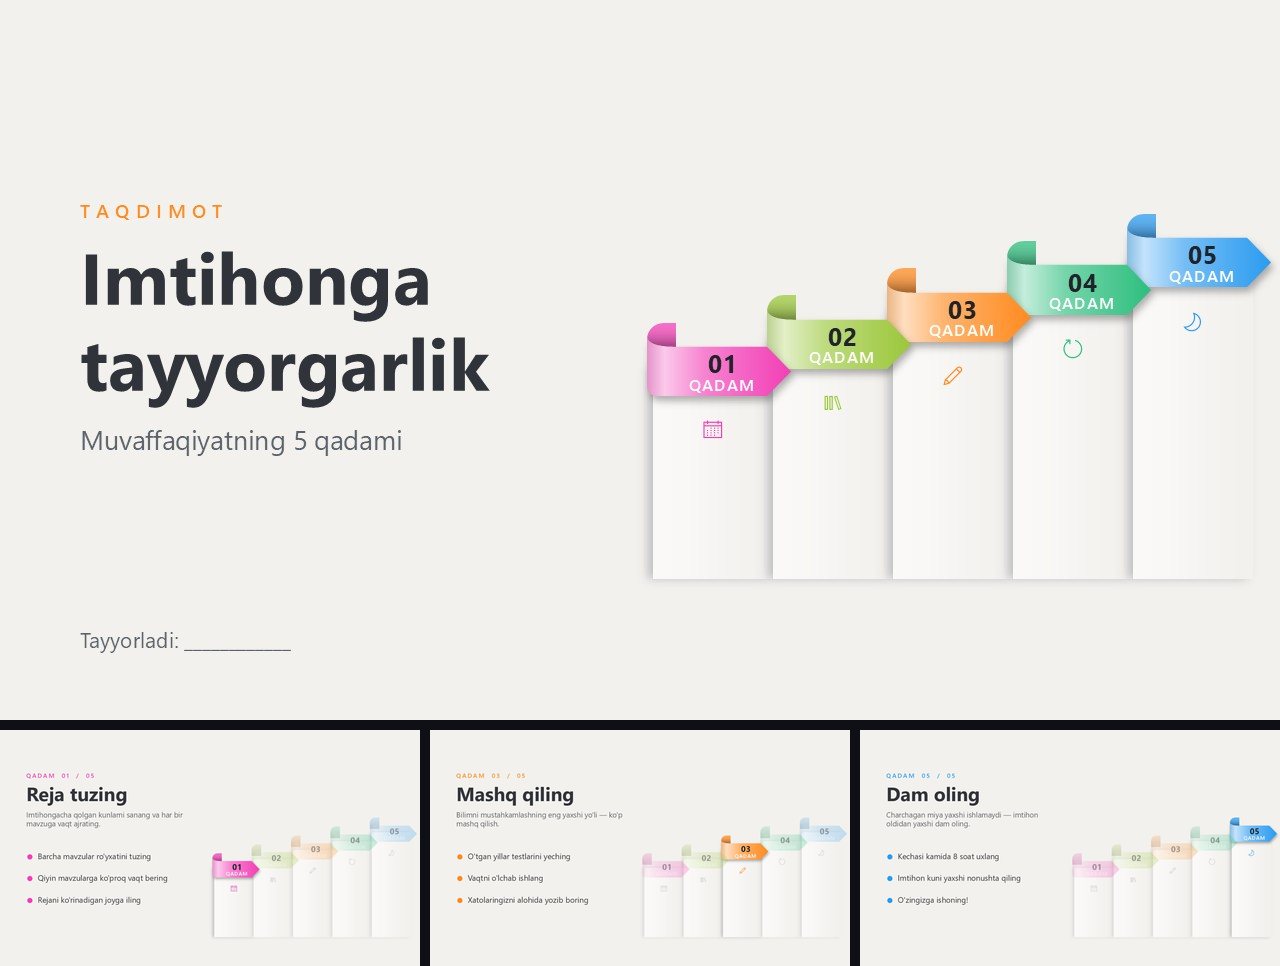 TAQDIMOT
Imtihonga
tayyorgarlik
Muvaffaqiyatning 5 qadami
Tayyorladi: ____________
01
QADAM
02
QADAM
03
QADAM
04
QADAM
05
QADAM
QADAM 01 / 05
Reja tuzing
Imtihongacha qolgan kunlarni sanang va har bir
mavzuga vaqt ajrating.
Barcha mavzular ro'yxatini tuzing
Qiyin mavzularga ko'proq vaqt bering
Rejani ko'rinadigan joyga iling
01
QADAM
02
03
04
05
QADAM 03 / 05
Mashq qiling
Bilimni mustahkamlashning eng yaxshi yo'li — ko'p
mashq qilish.
O'tgan yillar testlarini yeching
Vaqtni o'lchab ishlang
Xatolaringizni alohida yozib boring
01
02
03
QADAM
04
05
QADAM 05 / 05
Dam oling
Charchagan miya yaxshi ishlamaydi — imtihon
oldidan yaxshi dam oling.
Kechasi kamida 8 soat uxlang
Imtihon kuni yaxshi nonushta qiling
O'zingizga ishoning!
01
02
03
04
05
QADAM